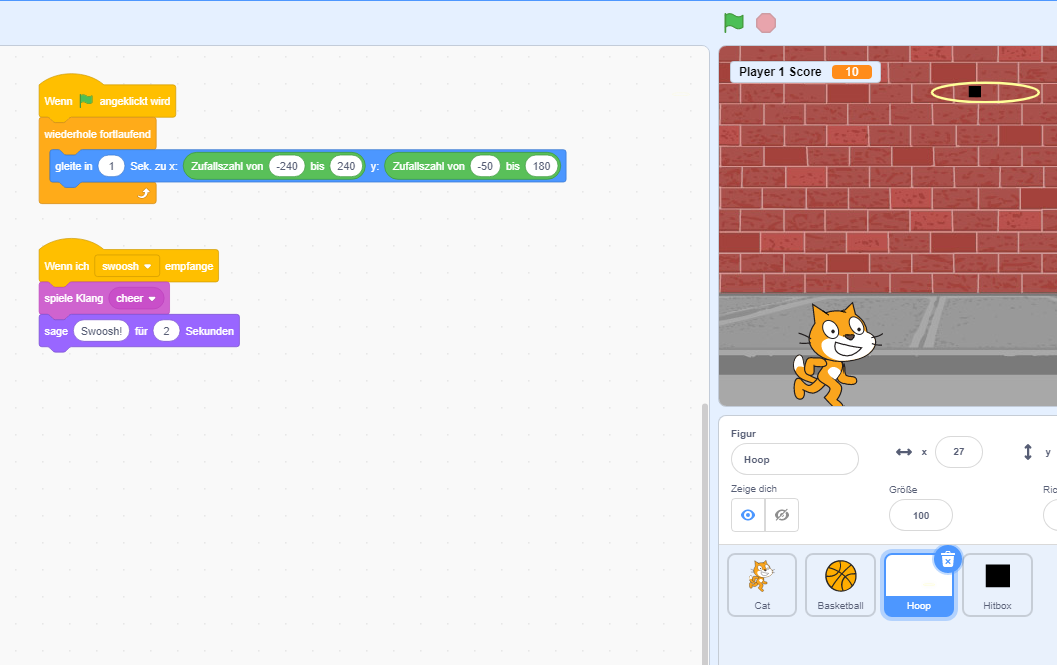 Wenn angeklickt wird
wiederhole fortlaufend
gleite in 1 Sek. zu x: Zufallszahl von -240 bis 240 y: Zufallszahl von -50 bis 180
Wenn ich swoosh empfange
spiele Klang cheer
sage Swoosh! für 2 Sekunden
Player 1 Score 10
Figur
Hoop x 27 y
Zeige dich Größe Ric
100
Cat Basketball Hoop Hitbox